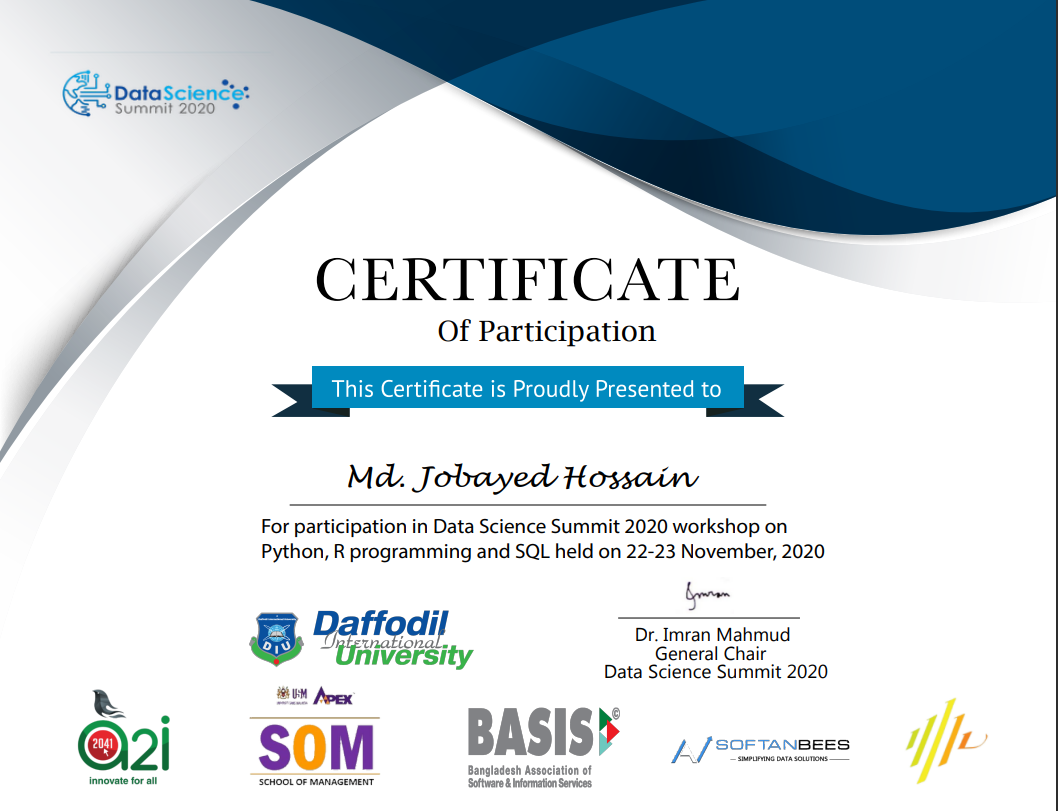 DataScience
Summit 2020
CERTIFICATE
Of Participation
This Certificate is Proudly Presented to
Md. Jobayed Hossain
For participation in Data Science Summit 2020 workshop on
Python, R programming and SQL held on 22-23 November, 2020
Imran
Dr. Imran Mahmud
General Chair
Data Science Summit 2020
DIU
Daffodil
International
University
USM
APEX
a2i
2041
innovate for all
SOM
SCHOOL OF MANAGEMENT
BASIS©
Bangladesh Association of
Software & Information Services
SOFTANBEES
SIMPLIFYING DATA SOLUTIONS